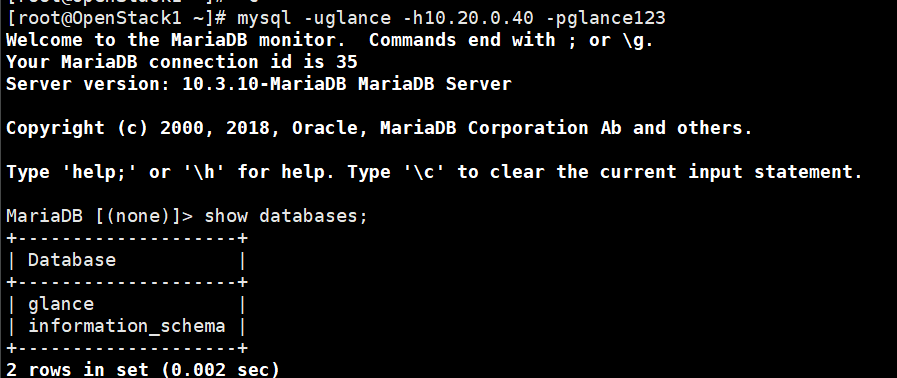 [root@OpenStack1 ~]# mysql -uglance -h10.20.0.40 -pglance123
Welcome to the MariaDB monitor.  Commands end with ; or \g.
Your MariaDB connection id is 35
Server version: 10.3.10-MariaDB MariaDB Server
Copyright (c) 2000, 2018, Oracle, MariaDB Corporation Ab and others.
Type 'help;' or '\h' for help. Type '\c' to clear the current input statement.
MariaDB [(none)]> show databases;
+--------------------+
| Database           |
+--------------------+
| glance             |
| information_schema |
+--------------------+
2 rows in set (0.002 sec)